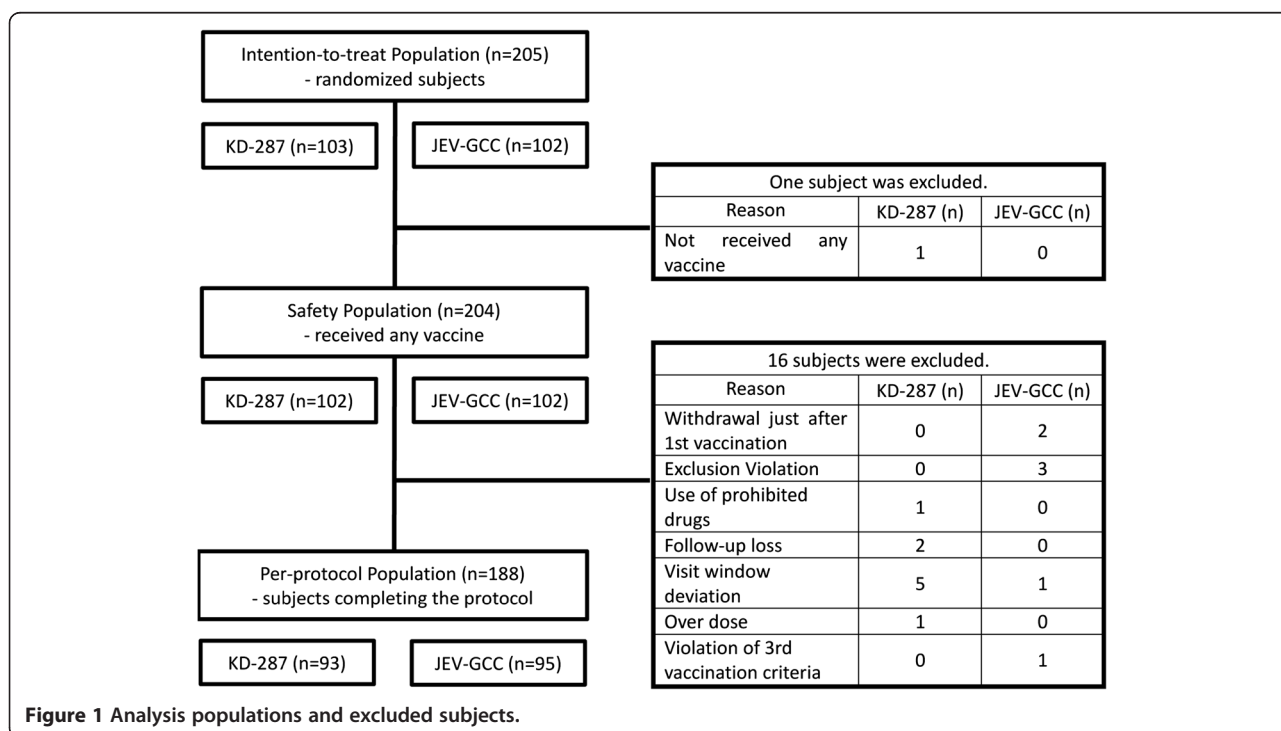 Intention-to-treat Population (n=205)
- randomized subjects
KD-287 (n=103)
JEV-GCC (n=102)
One subject was excluded.
Reason KD-287 (n) JEV-GCC (n)
Not received any
vaccine
1 0
Safety Population (n=204)
- received any vaccine
KD-287 (n=102)
JEV-GCC (n=102)
16 subjects were excluded.
Reason KD-287 (n) JEV-GCC (n)
Withdrawal just after
1st vaccination
0 2
Exclusion Violation 0 3
Use of prohibited
drugs
1 0
Follow-up loss 2 0
Visit window
deviation
5 1
Over dose 1 0
Violation of 3rd
vaccination criteria
0 1
Per-protocol Population (n=188)
- subjects completing the protocol
KD-287 (n=93)
JEV-GCC (n=95)
Figure 1 Analysis populations and excluded subjects.